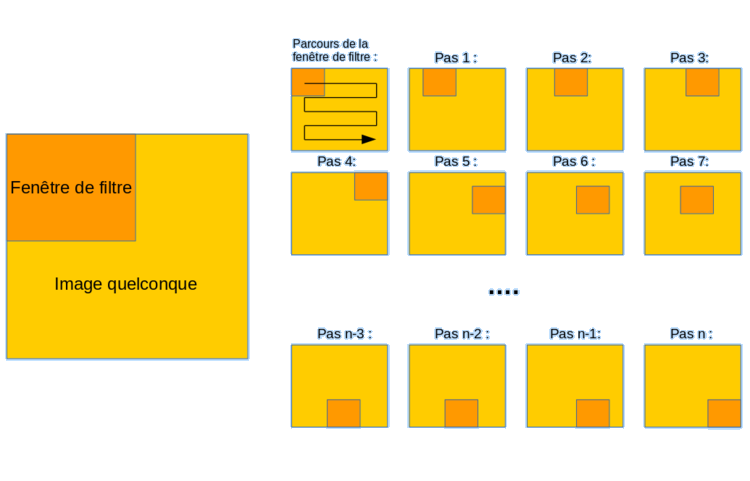 Parcours de la
fenêtre de filtre :
Pas 1 :
Pas 2:
Pas 3:
Fenêtre de filtre
Image quelconque
Pas 4:
Pas 5 :
Pas 6 :
Pas 7:
....
Pas n-3 :
Pas n-2 :
Pas n-1:
Pas n :